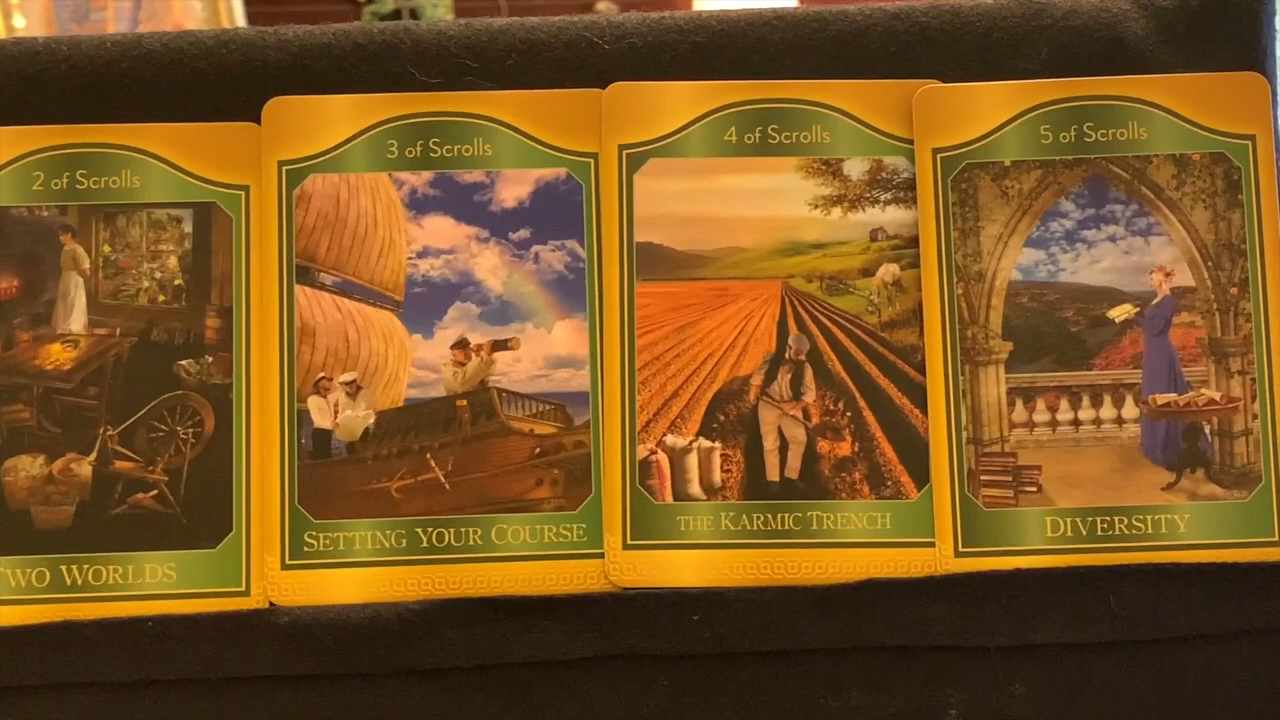 2 of Scrolls
WO WORLDS
3 of Scrolls
SETTING YOUR COURSE
4 of Scrolls
THE KARMIC TRENCH
5 of Scrolls
DIVERSITY